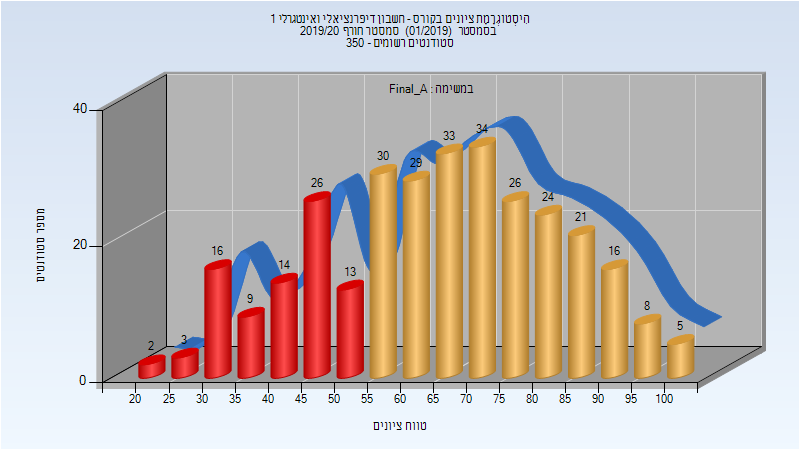 היסטוגרמת ציונים בקורס - חשבון דיפרנציאלי ואינטגרלי 1
בסמסטר (01/2019) סמסטר חורף 2019/20
סטודנטים רשומים - 350
במשימה : Final_A
40
20
0
מספר סטודנטים
2
3
16
9
14
26
13
30
29
33
34
26
24
21
16
8
5
20 25 30 35 40 45 50 55 60 65 70 75 80 85 90 95 100
טווח ציונים